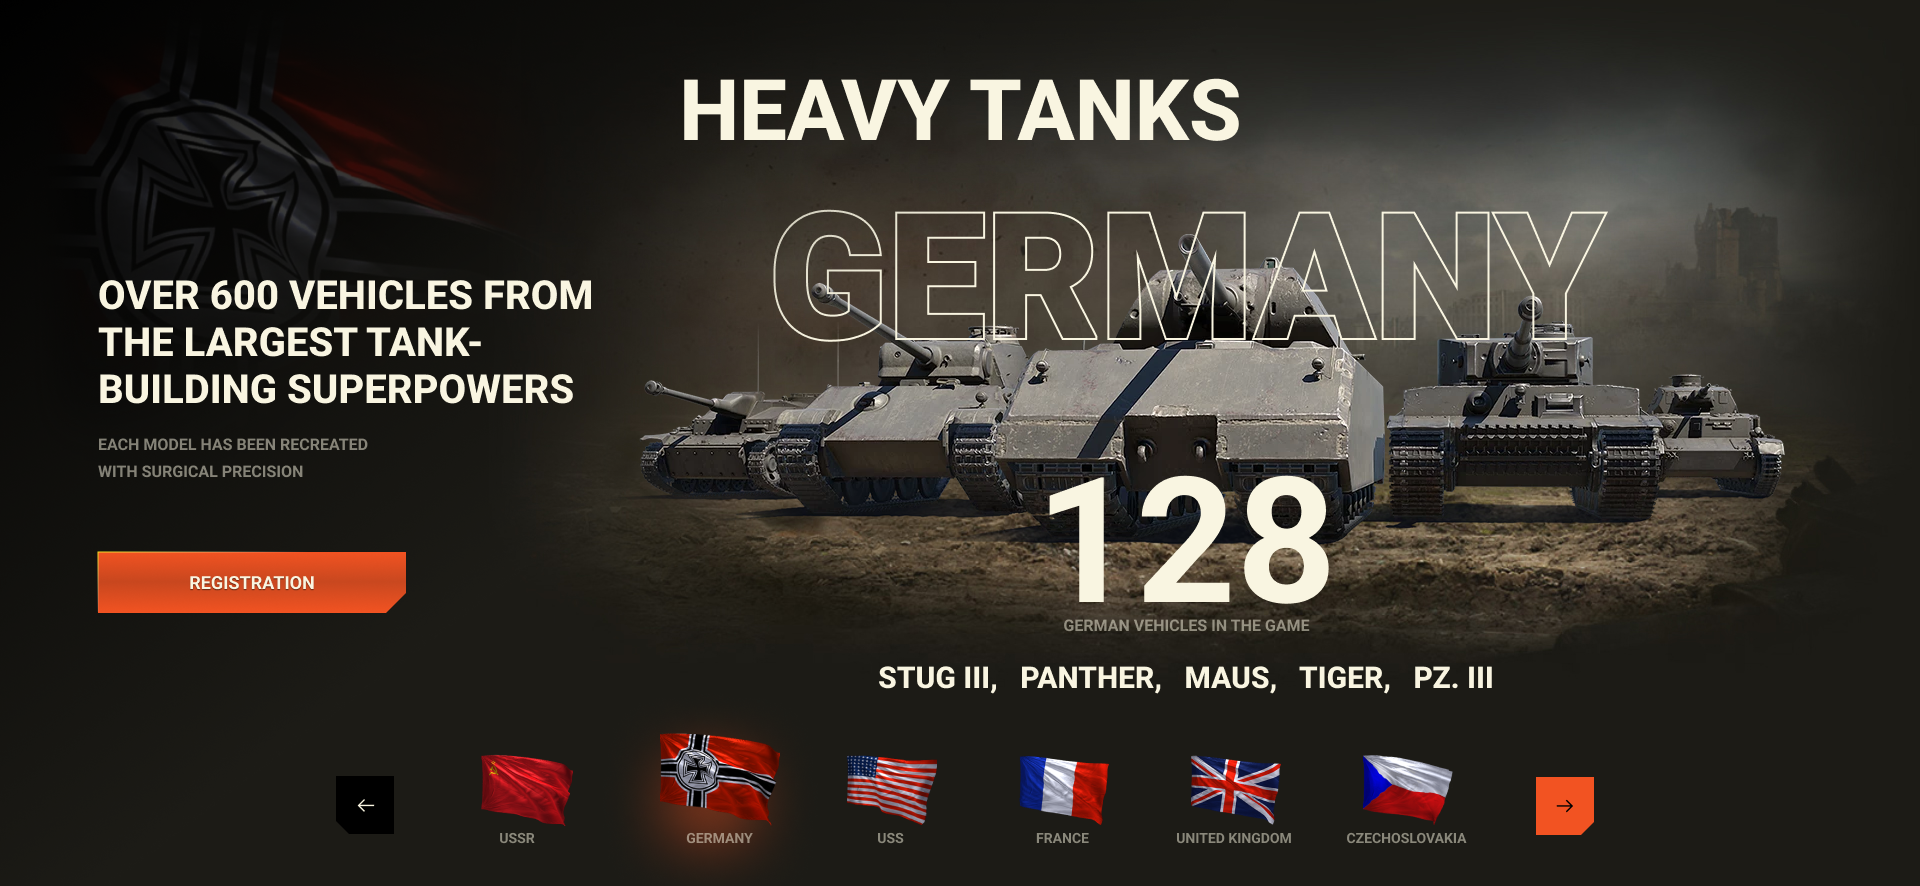 HEAVY TANKS
GERMANY
OVER 600 VEHICLES FROM
THE LARGEST TANK-
BUILDING SUPERPOWERS
EACH MODEL HAS BEEN RECREATED
WITH SURGICAL PRECISION
REGISTRATION
128
GERMAN VEHICLES IN THE GAME
STUG III, PANTHER, MAUS, TIGER, PZ. III
USSR
GERMANY
USS
FRANCE
UNITED KINGDOM
CZECHOSLOVAKIA